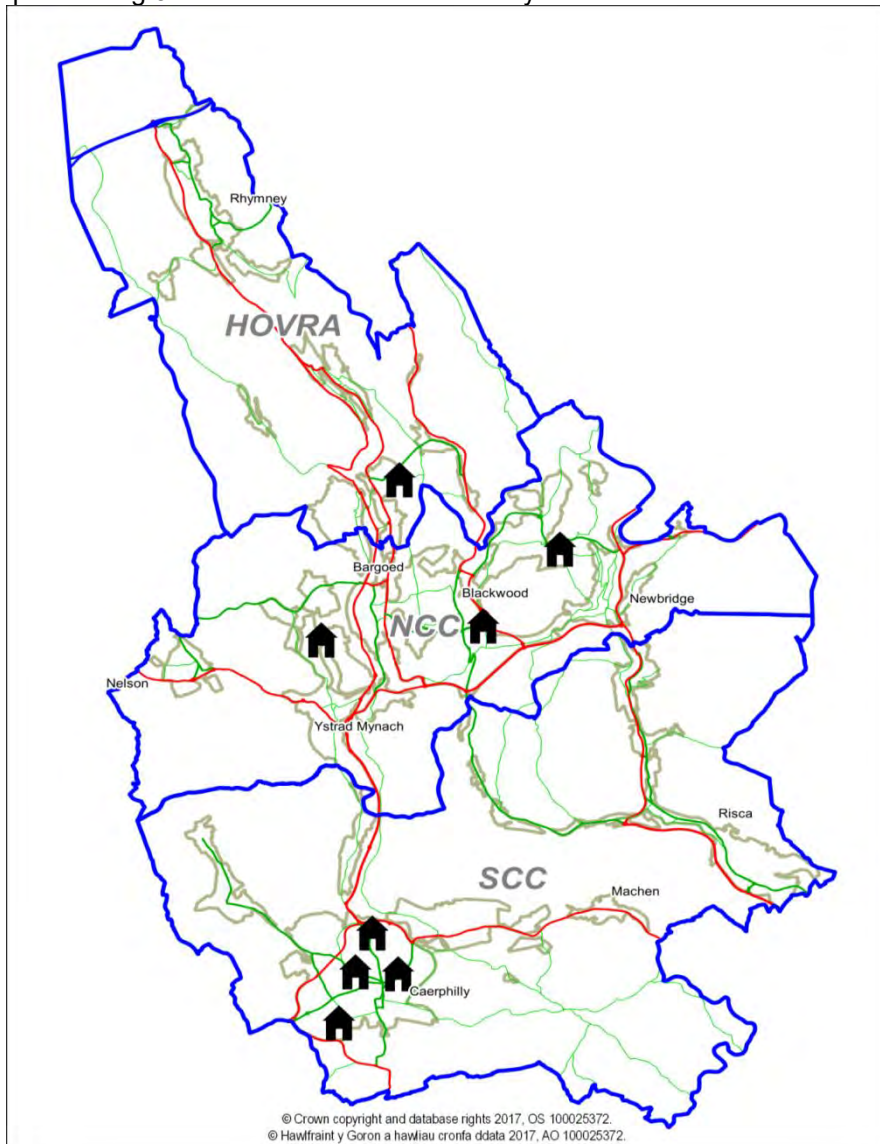 Rhymney
HOVRA
Bargoed
Blackwood
Newbridge
NCC
Nelson
Ystrad Mynach
Risca
SCC
Machen
Caerphilly
© Crown copyright and database rights 2017, OS 100025372.
© Hawlfraint y Goron a hawliau cronfa ddata 2017, AO 100025372.